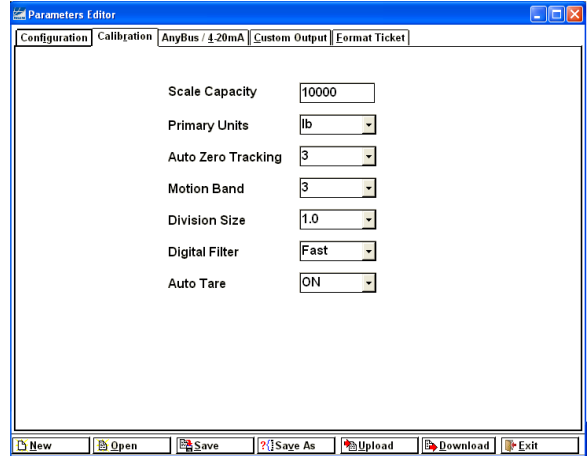 Parameters Editor
Configuration Calibration AnyBus / 4-20mA Custom Output Format Ticket
Scale Capacity 10000
Primary Units lb
Auto Zero Tracking 3
Motion Band 3
Division Size 1.0
Digital Filter Fast
Auto Tare ON
New Open Save Save As Upload Download Exit